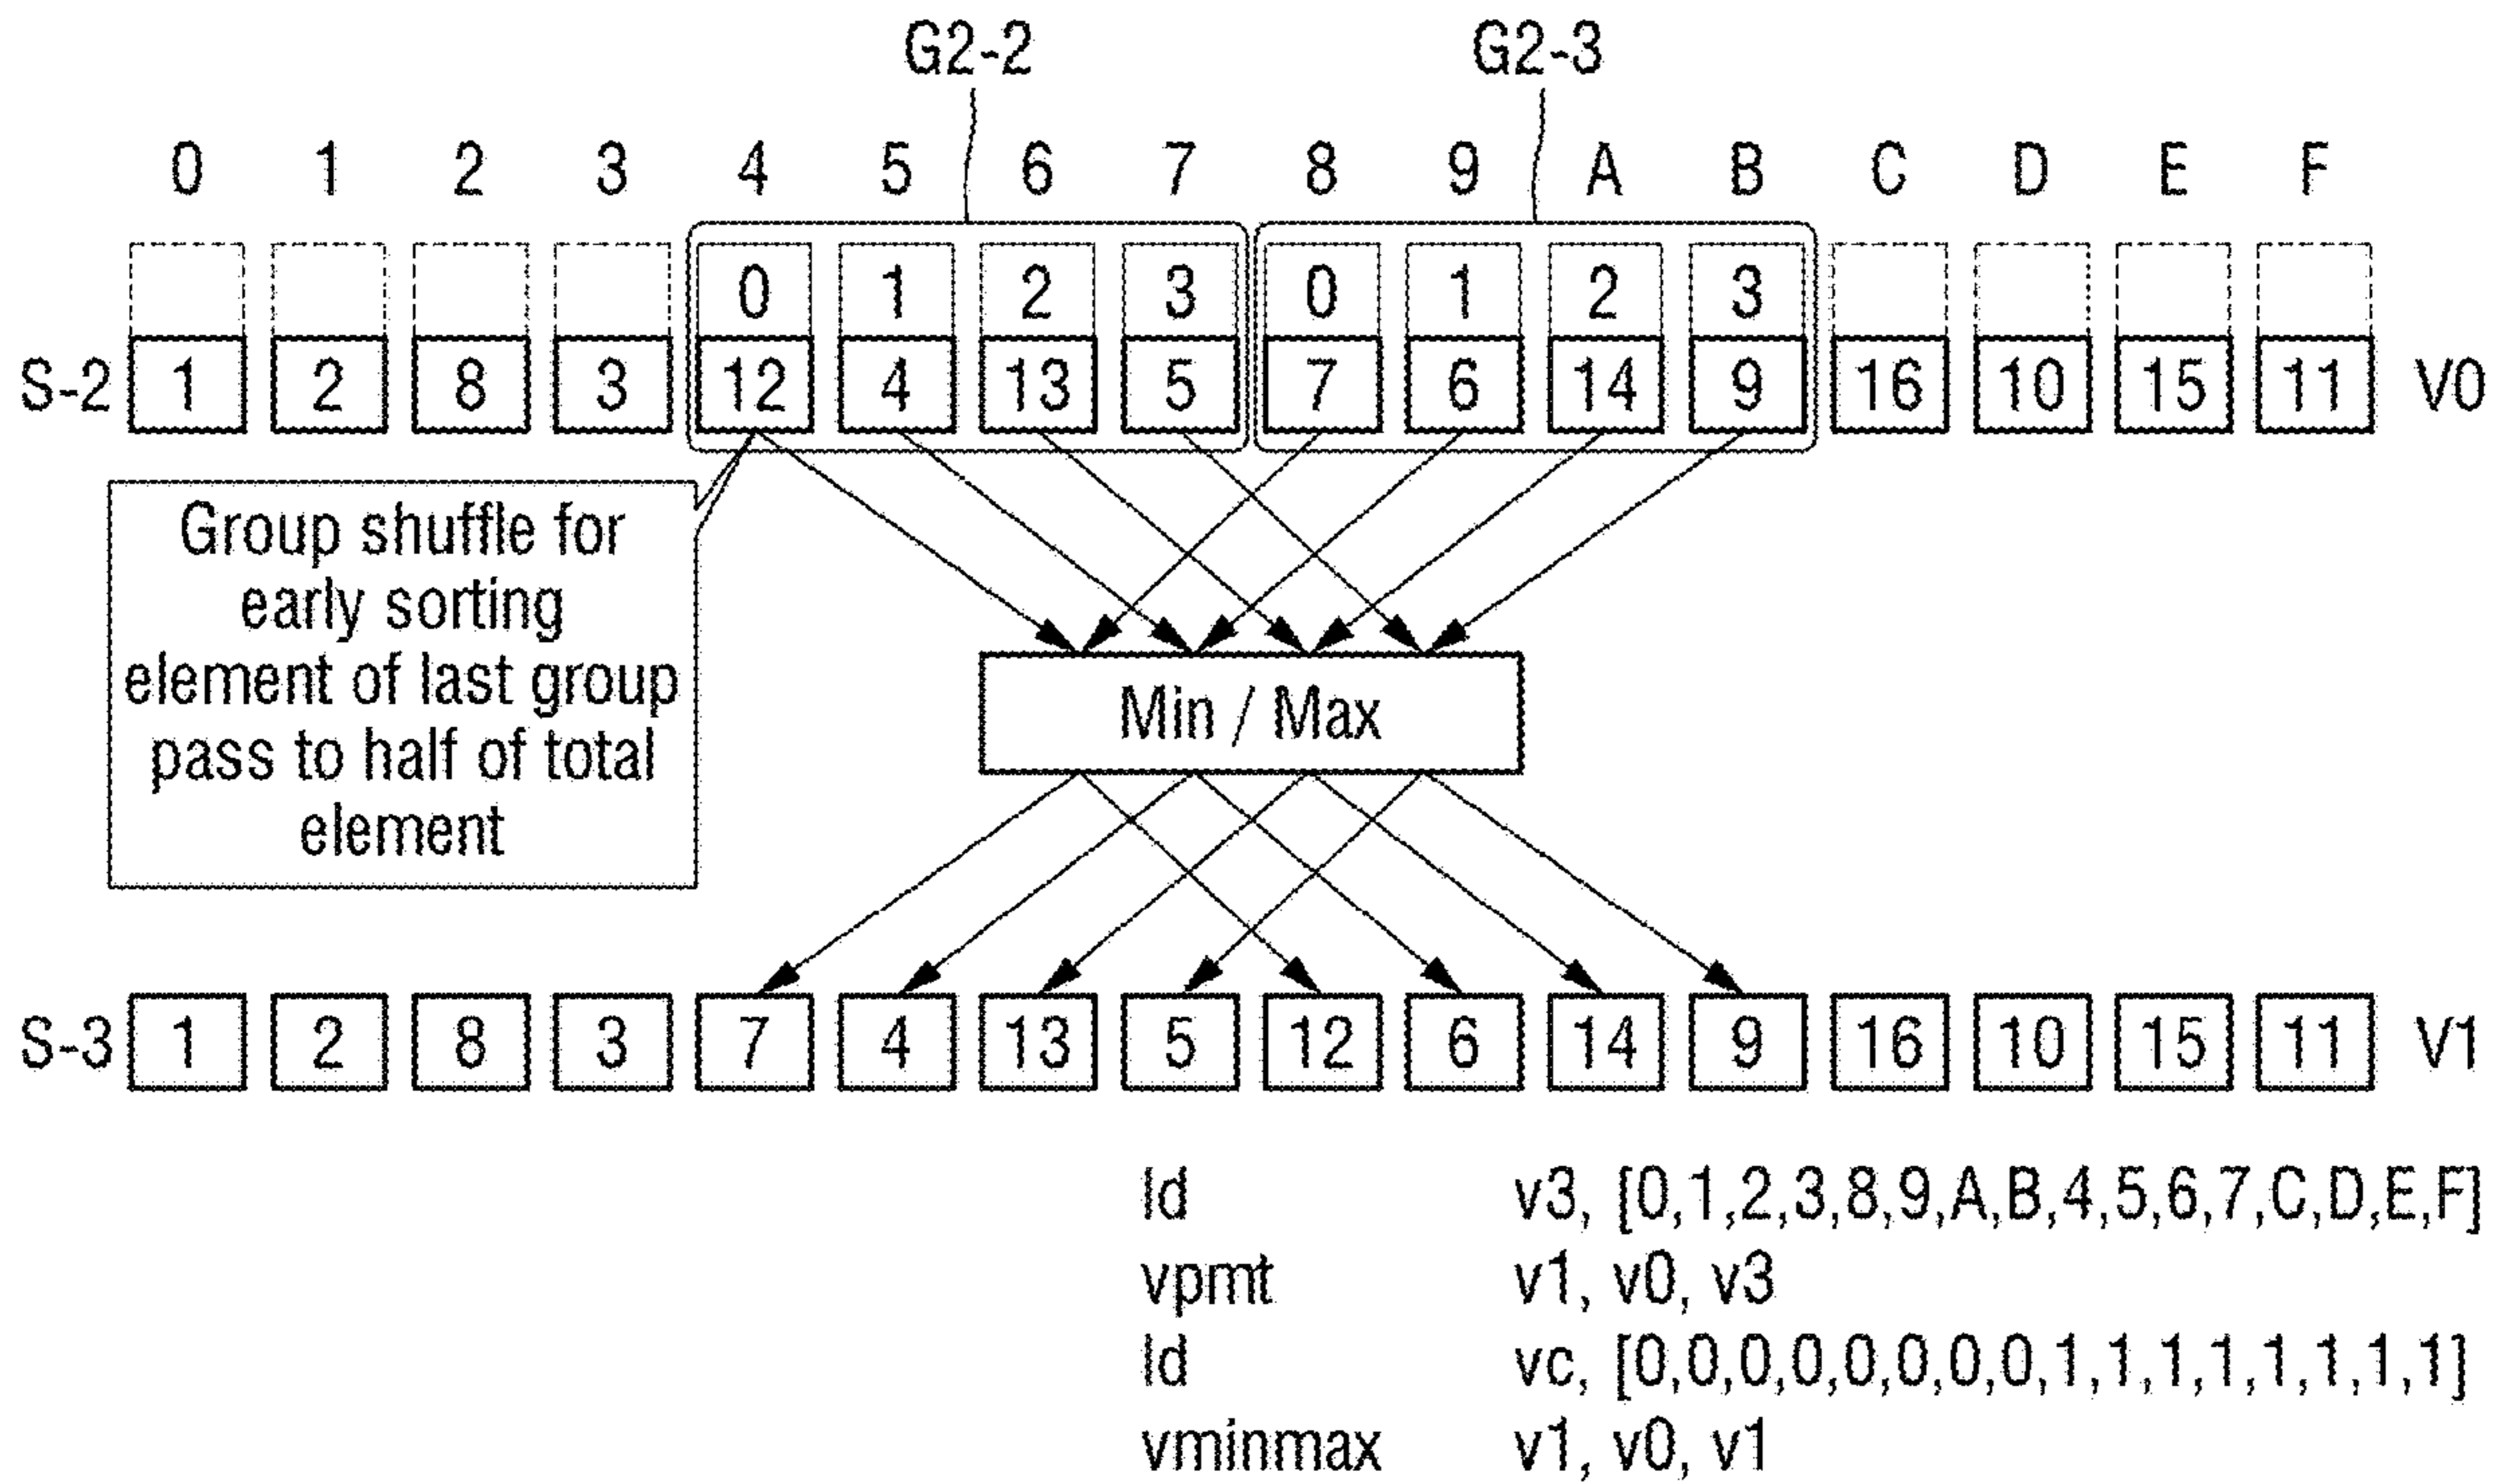 G2-2 G2-3
0 1 2 3 4 5 6 7 8 9 A B C D E F
0 1 2 3 0 1 2 3
S-2 1 2 8 3 12 4 13 5 7 6 14 9 16 10 15 11 V0
Group shuffle for
early sorting
element of last group
pass to half of total
element
Min / Max
S-3 1 2 8 3 7 4 13 5 12 6 14 9 16 10 15 11 V1
ld v3, [0,1,2,3,8,9,A,B,4,5,6,7,C,D,E,F]
vpmt v1, v0, v3
ld vc, [0,0,0,0,0,0,0,0,1,1,1,1,1,1,1,1]
vminmax v1, v0, v1